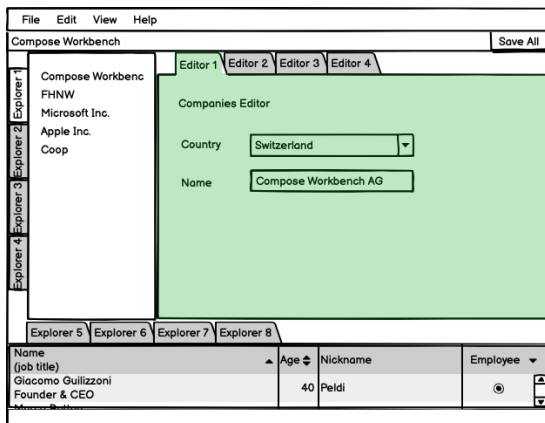 File Edit View Help
Compose Workbench Save All
Editor 1 Editor 2 Editor 3 Editor 4
Explorer 1
Explorer 2
Explorer 3
Explorer 4
Compose Workbenc
FHNW
Microsoft Inc.
Apple Inc.
Coop
Companies Editor
Country Switzerland
Name Compose Workbench AG
Explorer 5 Explorer 6 Explorer 7 Explorer 8
Name
(job title) Age Nickname Employee
Giacomo Guilizzoni
Founder & CEO 40 Peldi